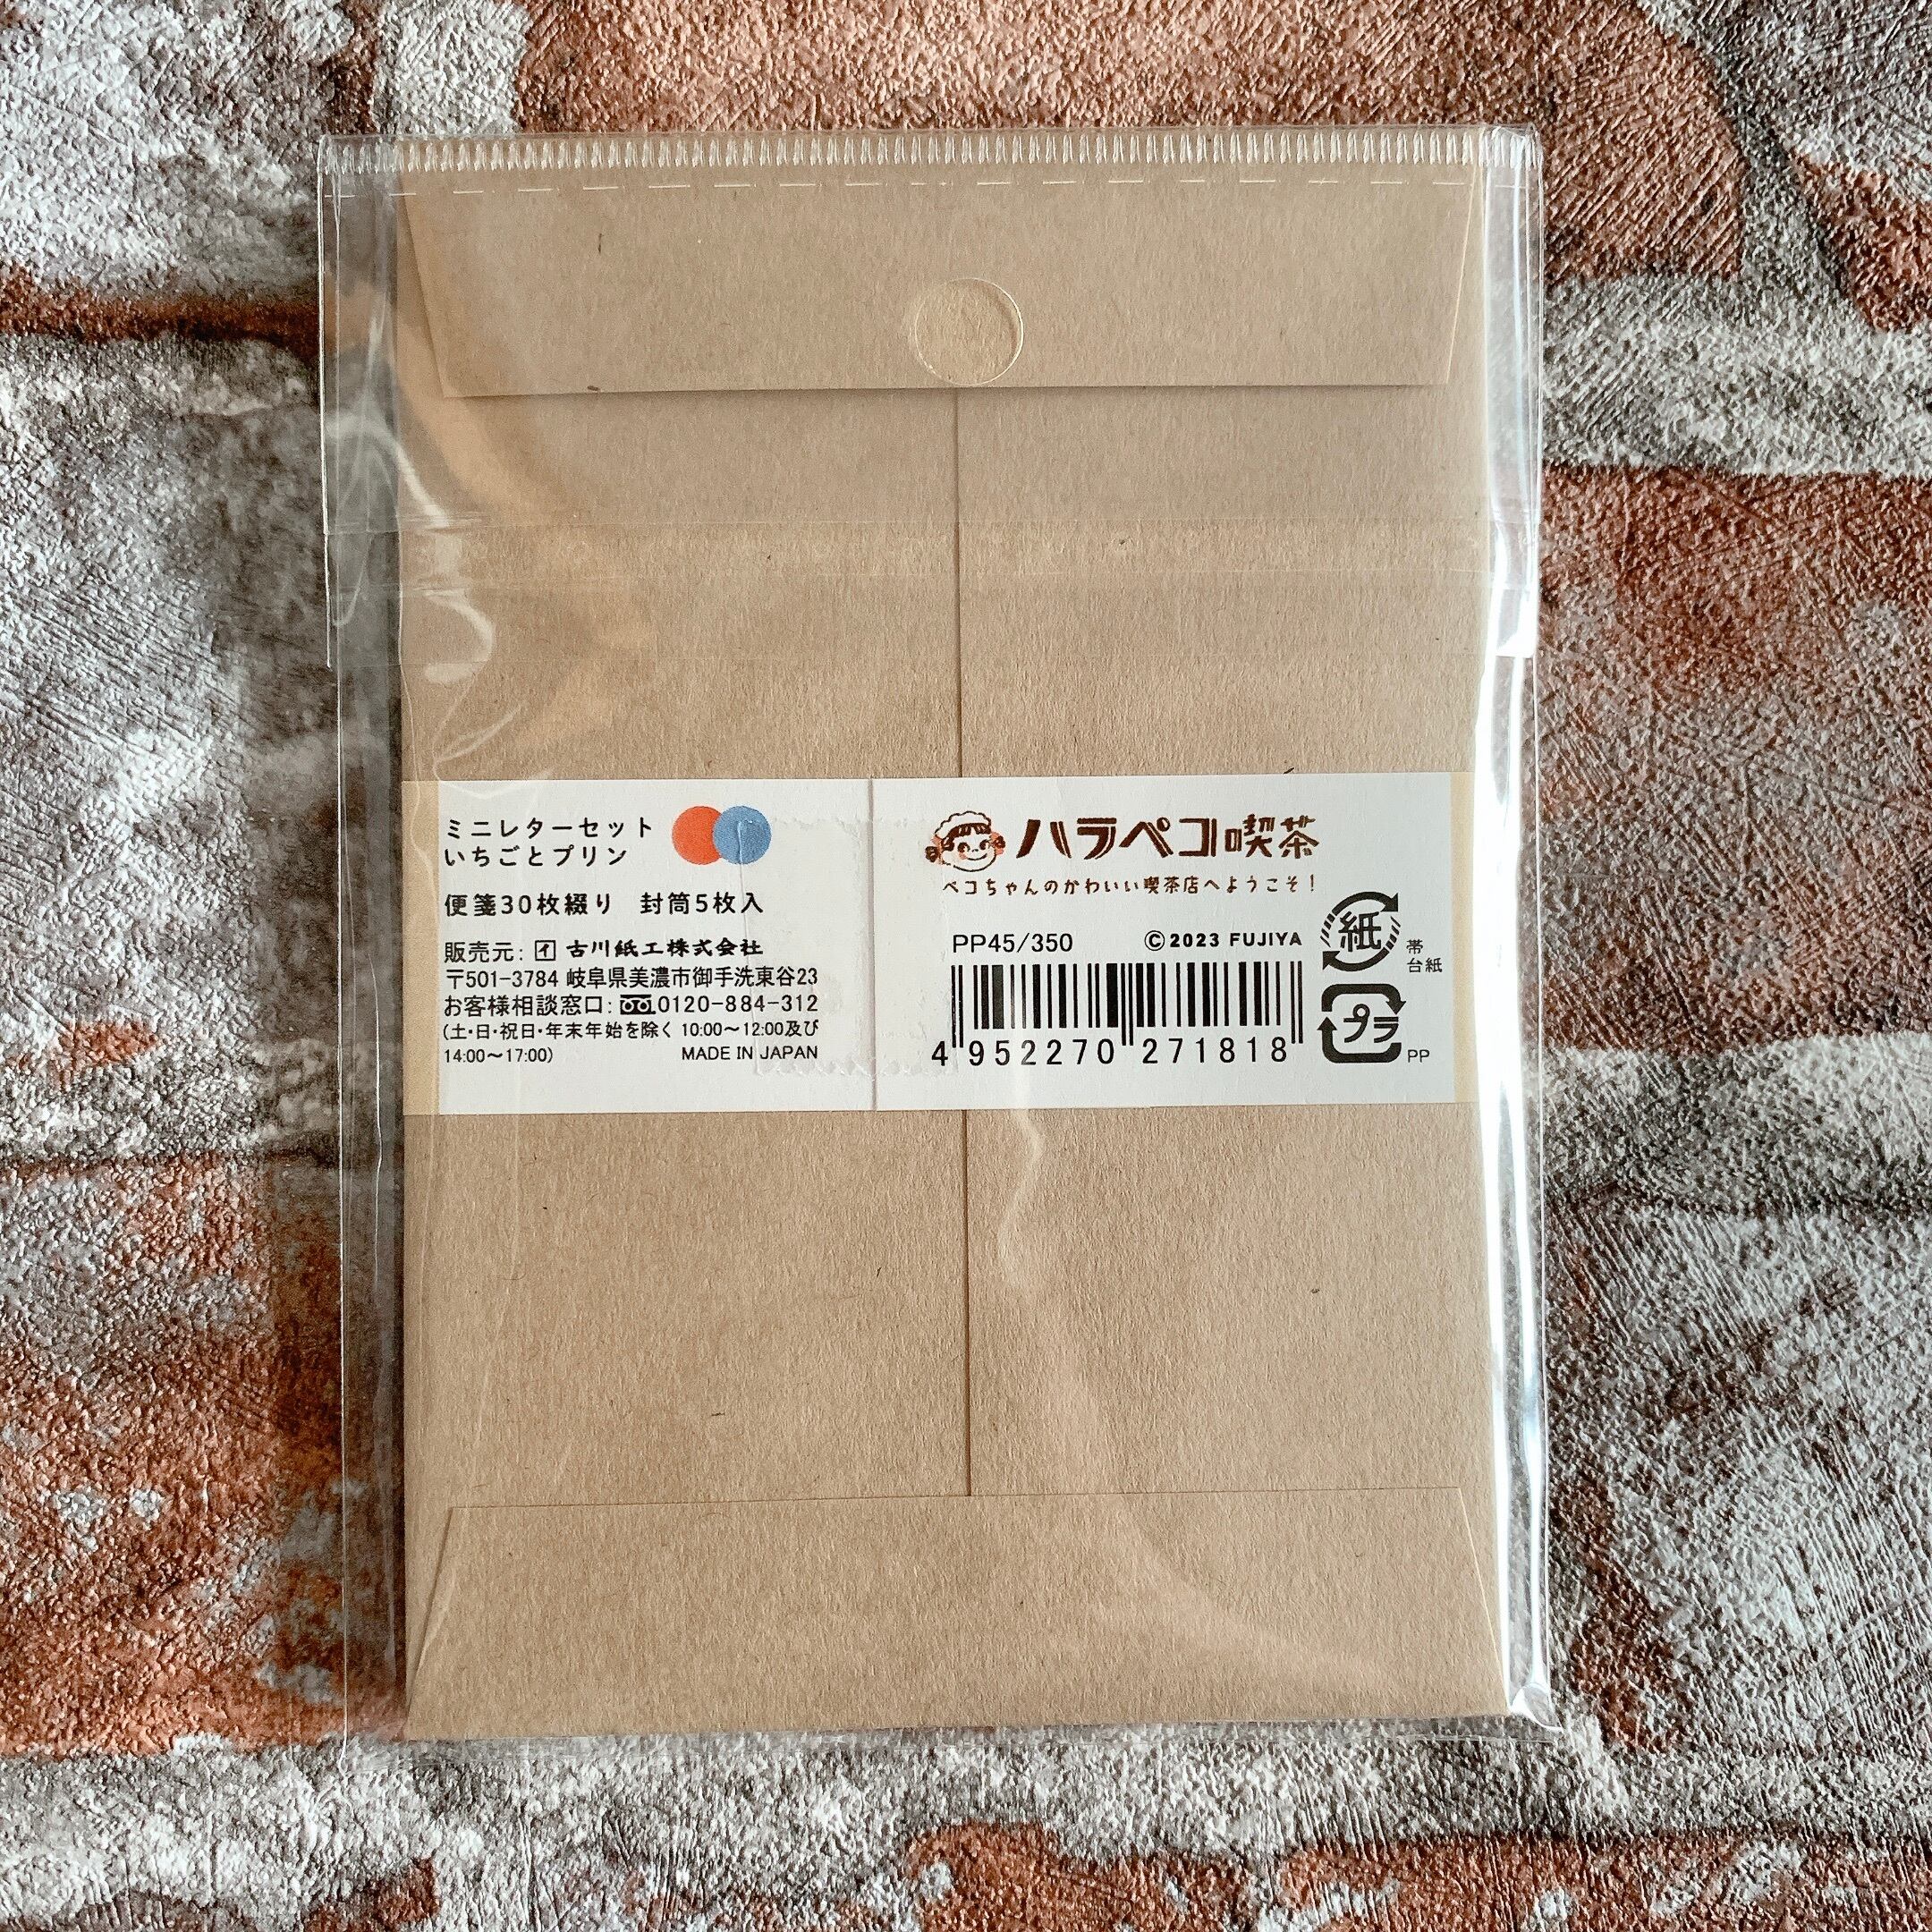 ミニレターセット
いちごとプリン
便箋30枚綴り 封筒5枚入
販売元: 古川紙工株式会社
〒501-3784 岐阜県美濃市御手洗東谷23
お客様相談窓口: 0120-884-312
(土・日・祝日・年末年始を除く 10:00〜12:00及び
14:00〜17:00) MADE IN JAPAN
ハラペコ喫茶
ペコちゃんのかわいい喫茶店へようこそ!
PP45/350 ©2023 FUJIYA
4 952270 271818
紙
帯
台紙
プラ
PP